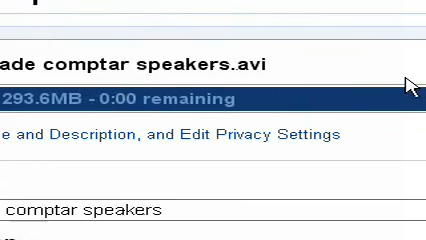 ade comptar speakers.avi
293.6MB - 0:00 remaining
e and Description, and Edit Privacy Settings
comptar speakers